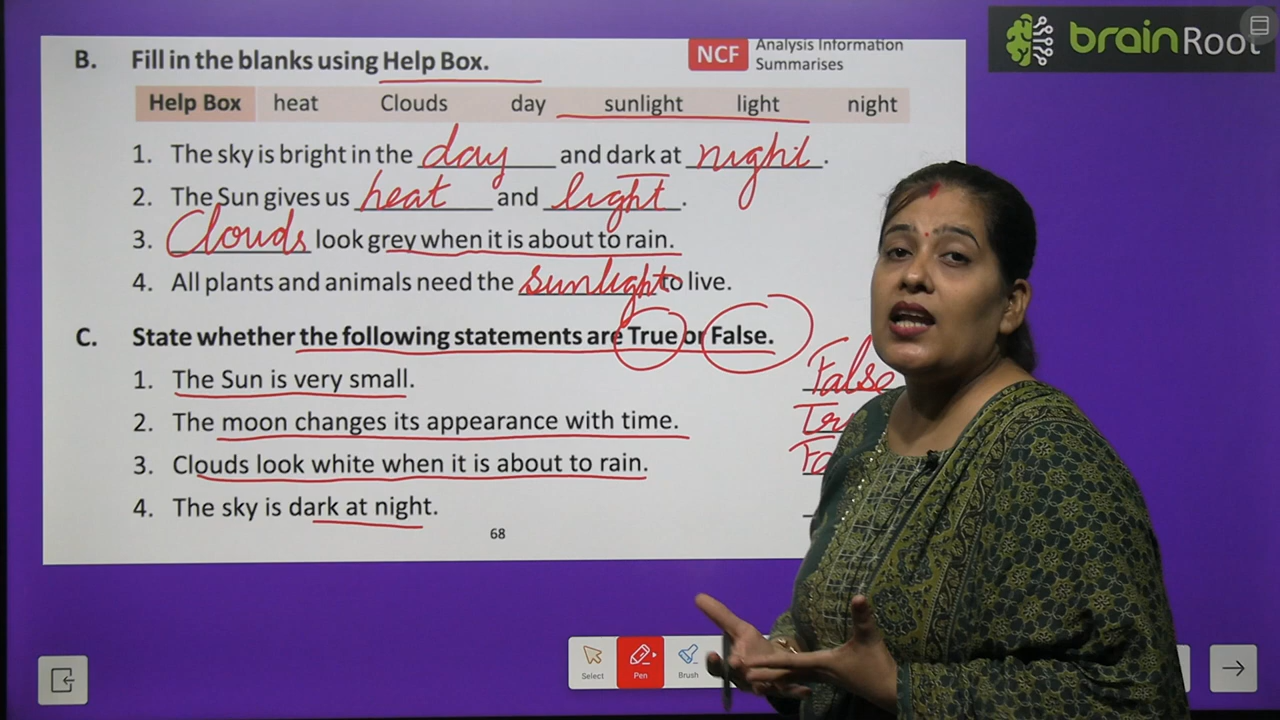 brainRoot
B. Fill in the blanks using Help Box.
NCF Analysis Information
Summarises
Help Box heat Clouds day sunlight light night
1. The sky is bright in the day and dark at night.
2. The Sun gives us heat and light.
3. Clouds look grey when it is about to rain.
4. All plants and animals need the sunlight to live.
C. State whether the following statements are True or False.
1. The Sun is very small. False
2. The moon changes its appearance with time.
3. Clouds look white when it is about to rain.
4. The sky is dark at night.
68
Select Pen Brush